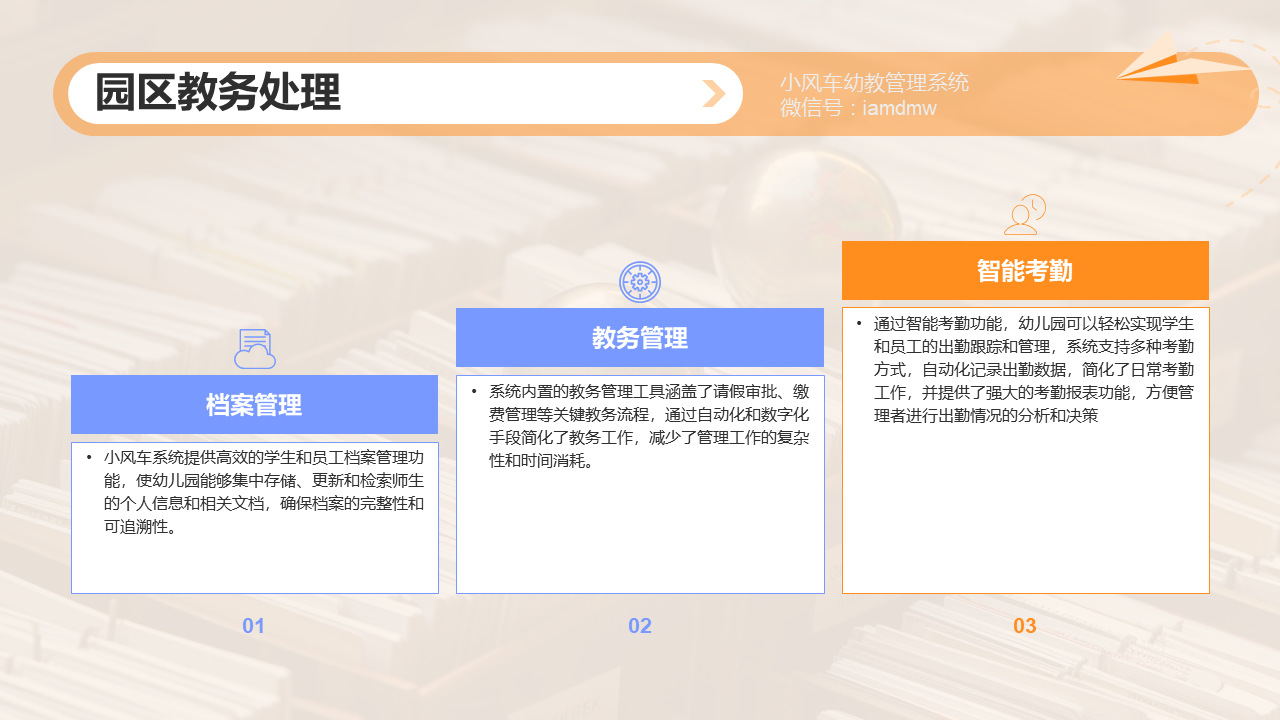 园区教务处理
小风车幼教管理系统
微信号：iamdmw
档案管理
• 小风车系统提供高效的学生和员工档案管理功
能，使幼儿园能够集中存储、更新和检索师生
的个人信息和相关文档，确保档案的完整性和
可追溯性。
01
教务管理
• 系统内置的教务管理工具涵盖了请假审批、缴
费管理等关键教务流程，通过自动化和数字化
手段简化了教务工作，减少了管理工作的复杂
性和时间消耗。
02
智能考勤
• 通过智能考勤功能，幼儿园可以轻松实现学生
和员工的出勤跟踪和管理，系统支持多种考勤
方式，自动化记录出勤数据，简化了日常考勤
工作，并提供了强大的考勤报表功能，方便管
理者进行出勤情况的分析和决策
03